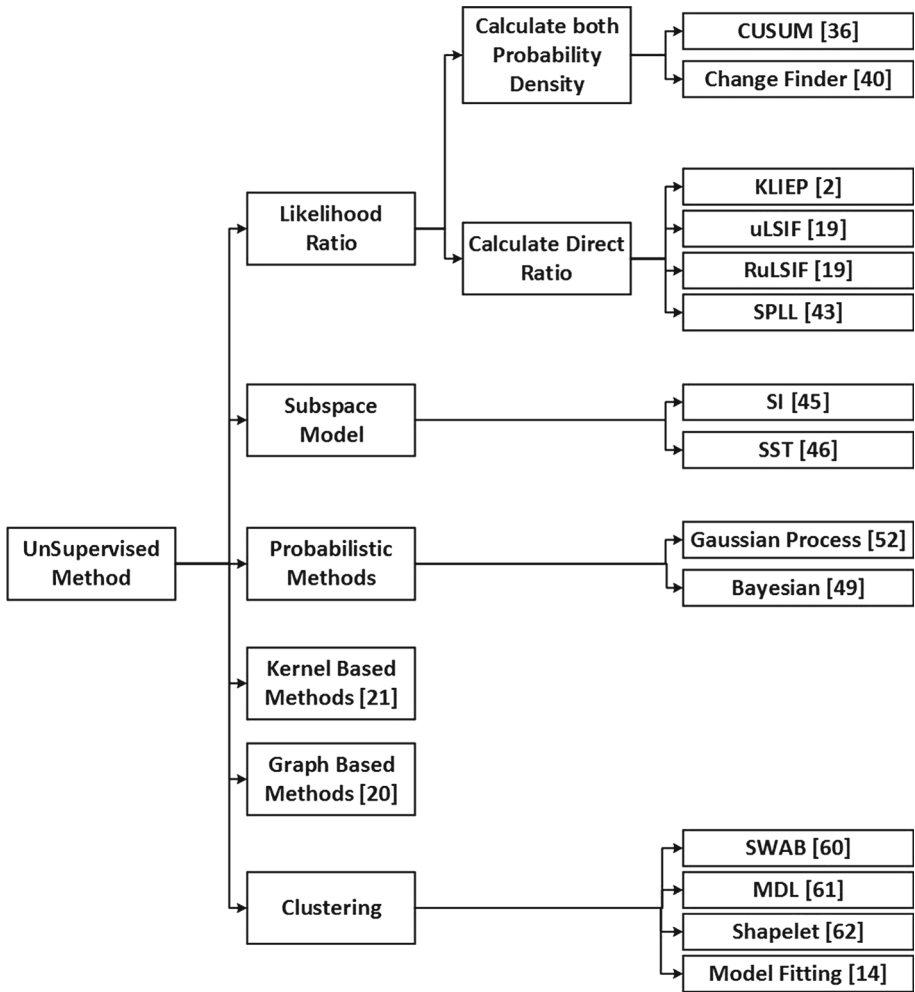 UnSupervised
Method
Likelihood
Ratio
Calculate both
Probability
Density
CUSUM [36]
Change Finder [40]
Calculate Direct
Ratio
KLIEP [2]
uLSIF [19]
RuLSIF [19]
SPLL [43]
Subspace
Model
SI [45]
SST [46]
Probabilistic
Methods
Gaussian Process [52]
Bayesian [49]
Kernel Based
Methods [21]
Graph Based
Methods [20]
Clustering
SWAB [60]
MDL [61]
Shapelet [62]
Model Fitting [14]